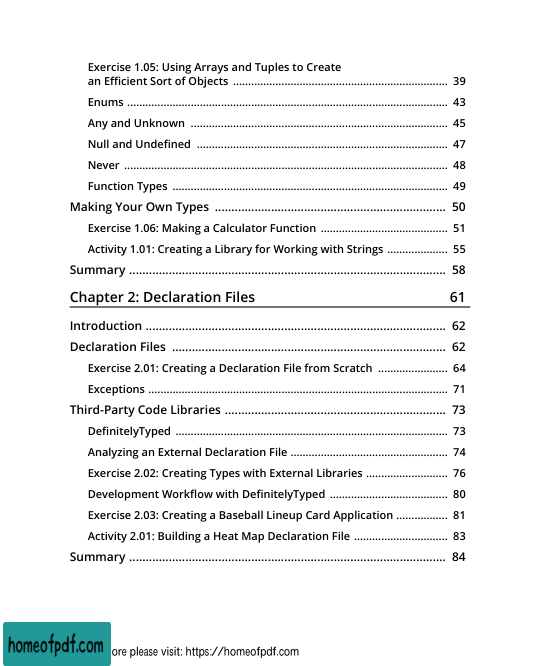 Exercise 1.05: Using Arrays and Tuples to Create
an Efficient Sort of Objects ................................................................ 39
Enums ................................................................................................ 43
Any and Unknown ............................................................................. 45
Null and Undefined ........................................................................... 47
Never ................................................................................................. 48
Function Types .................................................................................. 49
Making Your Own Types .................................................................... 50
Exercise 1.06: Making a Calculator Function ...................................... 51
Activity 1.01: Creating a Library for Working with Strings .................. 55
Summary ........................................................................................... 58
Chapter 2: Declaration Files 61
Introduction ...................................................................................... 62
Declaration Files ................................................................................ 62
Exercise 2.01: Creating a Declaration File from Scratch ..................... 64
Exceptions ......................................................................................... 71
Third-Party Code Libraries ................................................................. 73
DefinitelyTyped ................................................................................. 73
Analyzing an External Declaration File ............................................... 74
Exercise 2.02: Creating Types with External Libraries ........................ 76
Development Workflow with DefinitelyTyped .................................... 80
Exercise 2.03: Creating a Baseball Lineup Card Application ................ 81
Activity 2.01: Building a Heat Map Declaration File ............................ 83
Summary ........................................................................................... 84
homeofpdf.com
ore please visit: https://homeofpdf.com